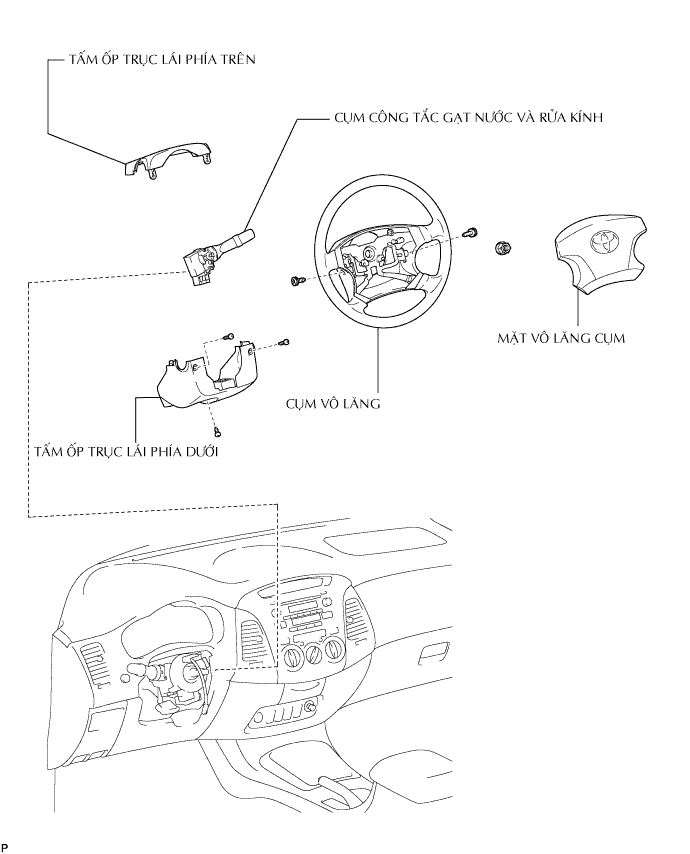 TẤM ỐP TRỤC LÁI PHÍA TRÊN
CỤM CÔNG TẮC GẠT NƯỚC VÀ RỬA KÍNH
MẶT VÔ LĂNG CỤM
CỤM VÔ LĂNG
TẤM ỐP TRỤC LÁI PHÍA DƯỚI
P